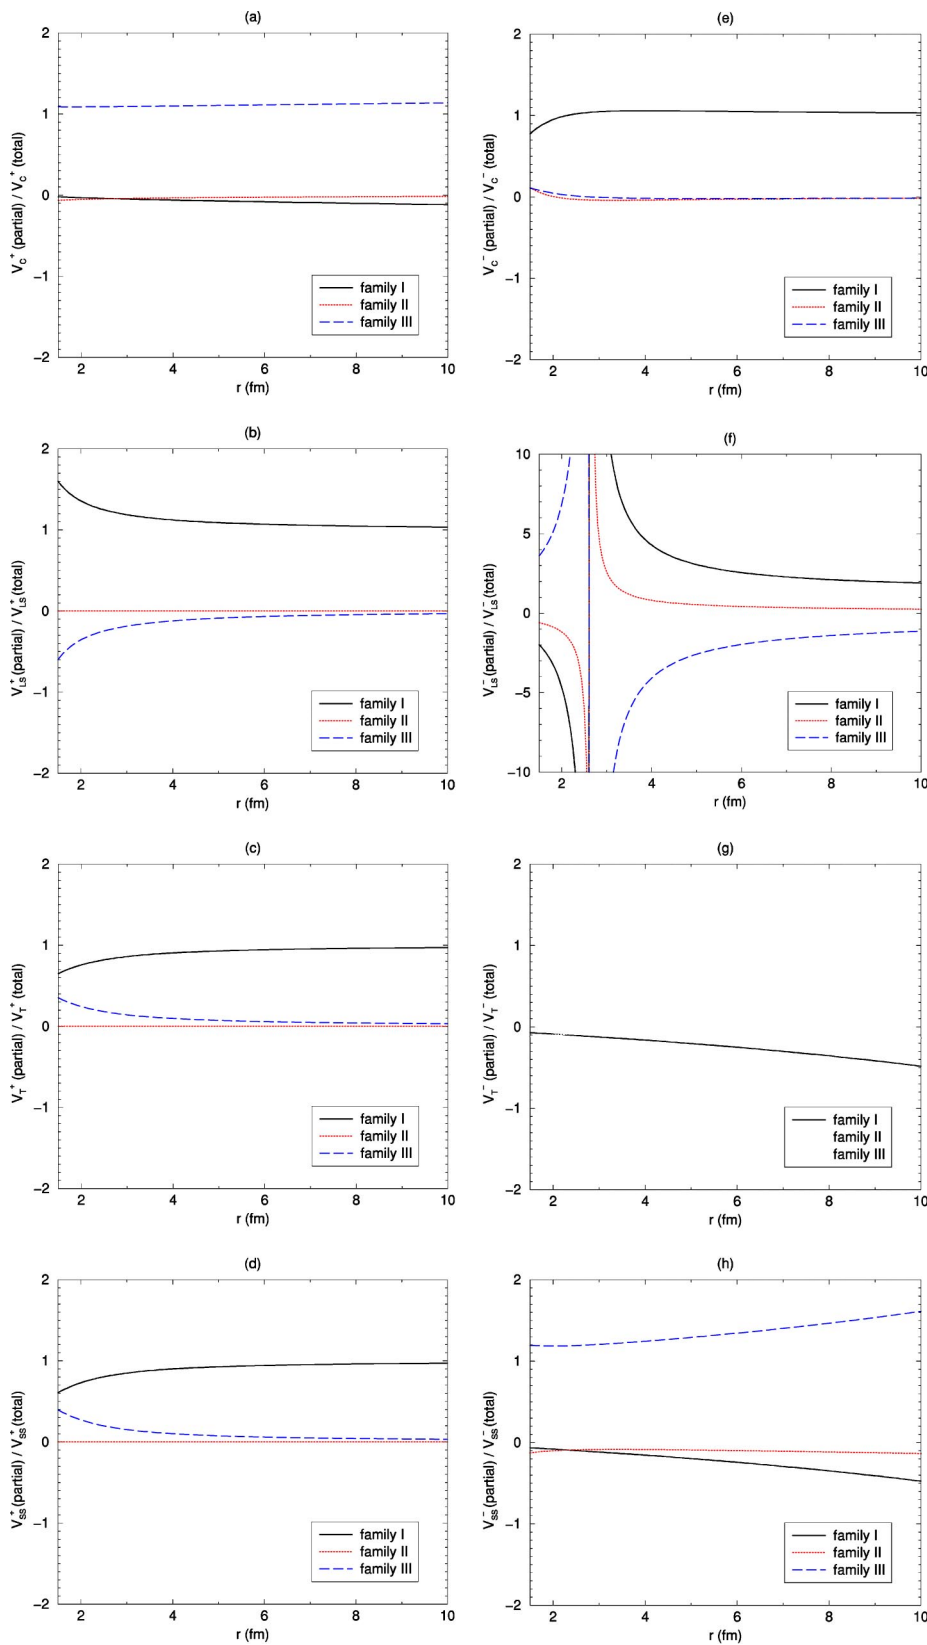 (a)
2
1
0
−1
−2
V_C^+ (partial) / V_C^+ (total)
family I
family II
family III
2 4 6 8 10
r (fm)
(e)
2
1
0
−1
−2
V_C^- (partial) / V_C^- (total)
family I
family II
family III
2 4 6 8 10
r (fm)
(b)
2
1
0
−1
−2
V_LS^+ (partial) / V_LS^+ (total)
family I
family II
family III
2 4 6 8 10
r (fm)
(f)
10
5
0
−5
−10
V_LS^- (partial) / V_LS^- (total)
family I
family II
family III
2 4 6 8 10
r (fm)
(c)
2
1
0
−1
−2
V_T^+ (partial) / V_T^+ (total)
family I
family II
family III
2 4 6 8 10
r (fm)
(g)
2
1
0
−1
−2
V_T^- (partial) / V_T^- (total)
family I
family II
family III
2 4 6 8 10
r (fm)
(d)
2
1
0
−1
−2
V_SS^+ (partial) / V_SS^+ (total)
family I
family II
family III
2 4 6 8 10
r (fm)
(h)
2
1
0
−1
−2
V_SS^- (partial) / V_SS^- (total)
family I
family II
family III
2 4 6 8 10
r (fm)